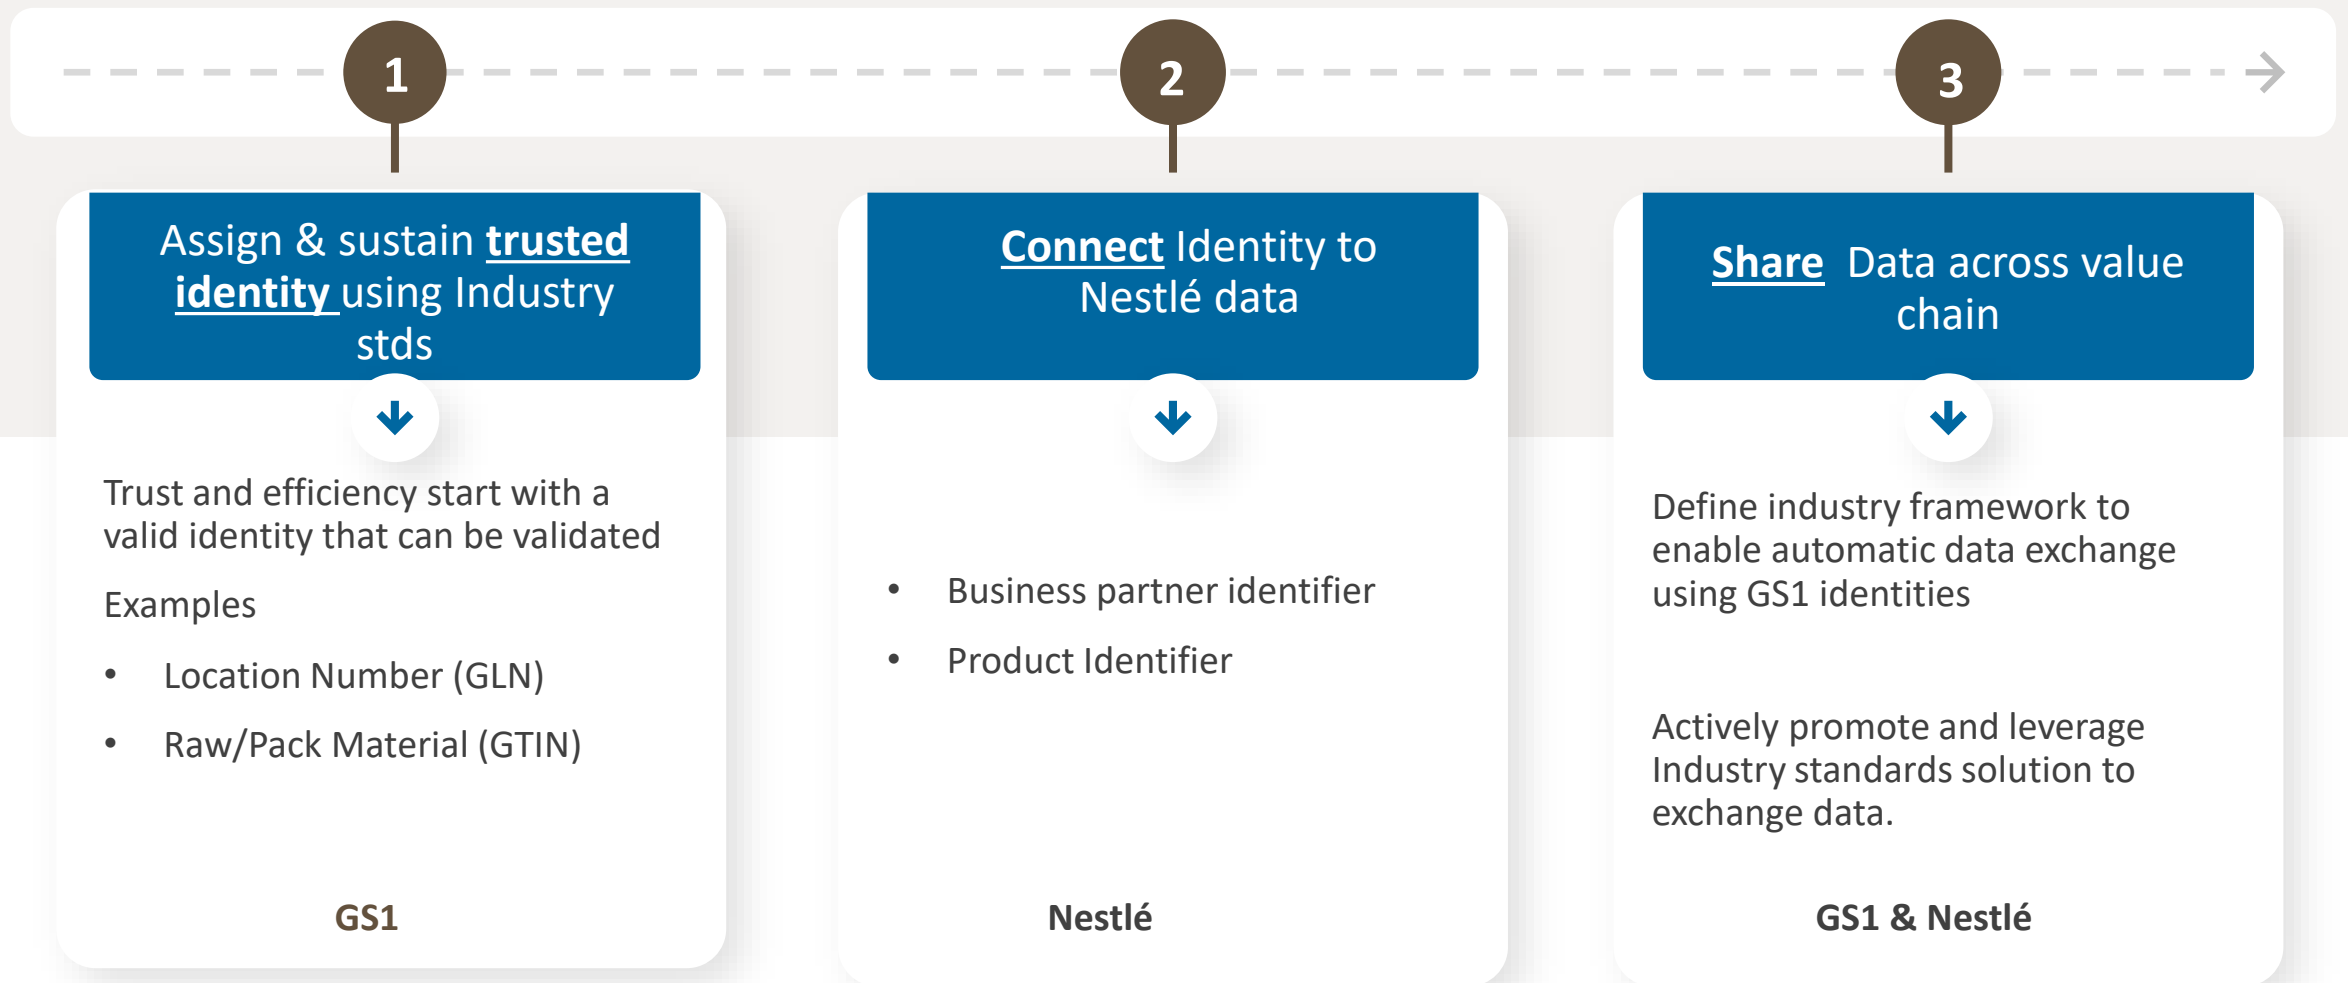 1
Assign & sustain trusted
identity using Industry
stds
Trust and efficiency start with a
valid identity that can be validated
Examples
• Location Number (GLN)
• Raw/Pack Material (GTIN)
GS1
2
Connect Identity to
Nestlé data
• Business partner identifier
• Product Identifier
Nestlé
3
Share Data across value
chain
Define industry framework to
enable automatic data exchange
using GS1 identities
Actively promote and leverage
Industry standards solution to
exchange data.
GS1 & Nestlé